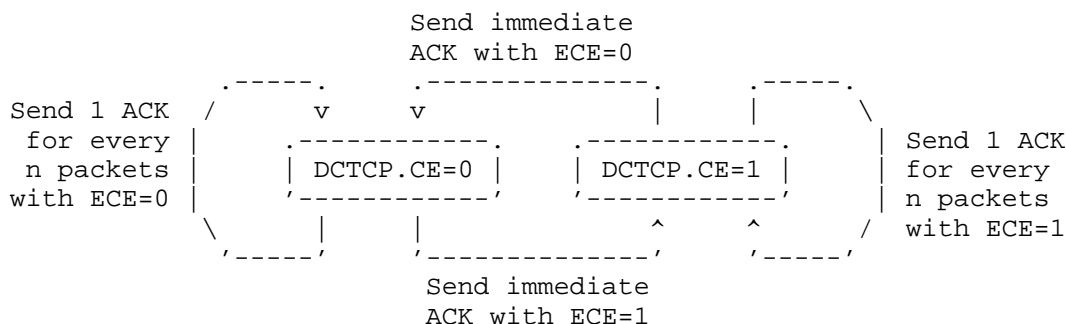 Send immediate
ACK with ECE=0
Send 1 ACK
for every
n packets
with ECE=0
DCTCP.CE=0
DCTCP.CE=1
Send 1 ACK
for every
n packets
with ECE=1
Send immediate
ACK with ECE=1